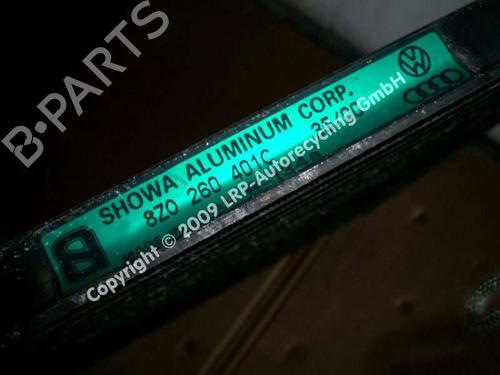 B-PARTS
SHOWA ALUMINUM CORP.
8Z0 260 401C
Copyright © 2009 LRP-Autorecycling GmbH